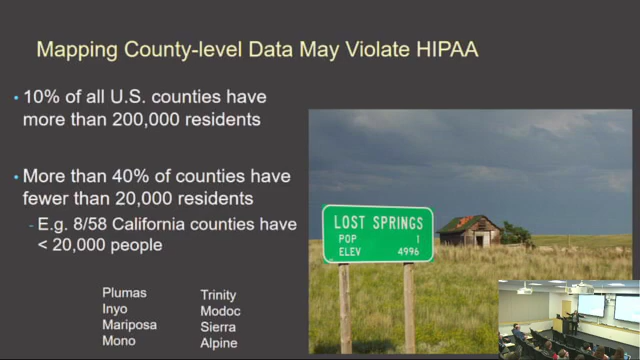 Mapping County-level Data May Violate HIPAA
• 10% of all U.S. counties have
more than 200,000 residents
• More than 40% of counties have
fewer than 20,000 residents
- E.g. 8/58 California counties have
< 20,000 people
Plumas
Inyo
Mariposa
Mono
Trinity
Modoc
Sierra
Alpine
LOST SPRINGS
POP 1
ELEV 4996